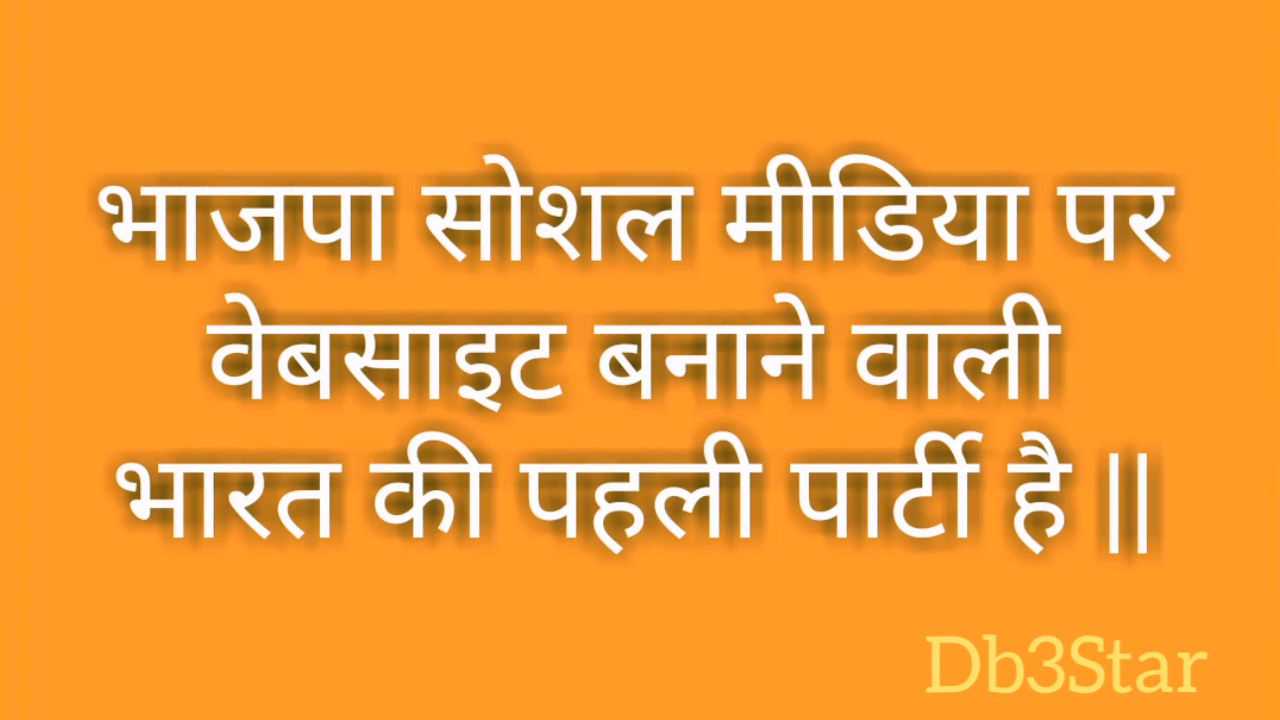 भाजपा सोशल मीडिया पर
वेबसाइट बनाने वाली
भारत की पहली पार्टी है ||
Db3Star